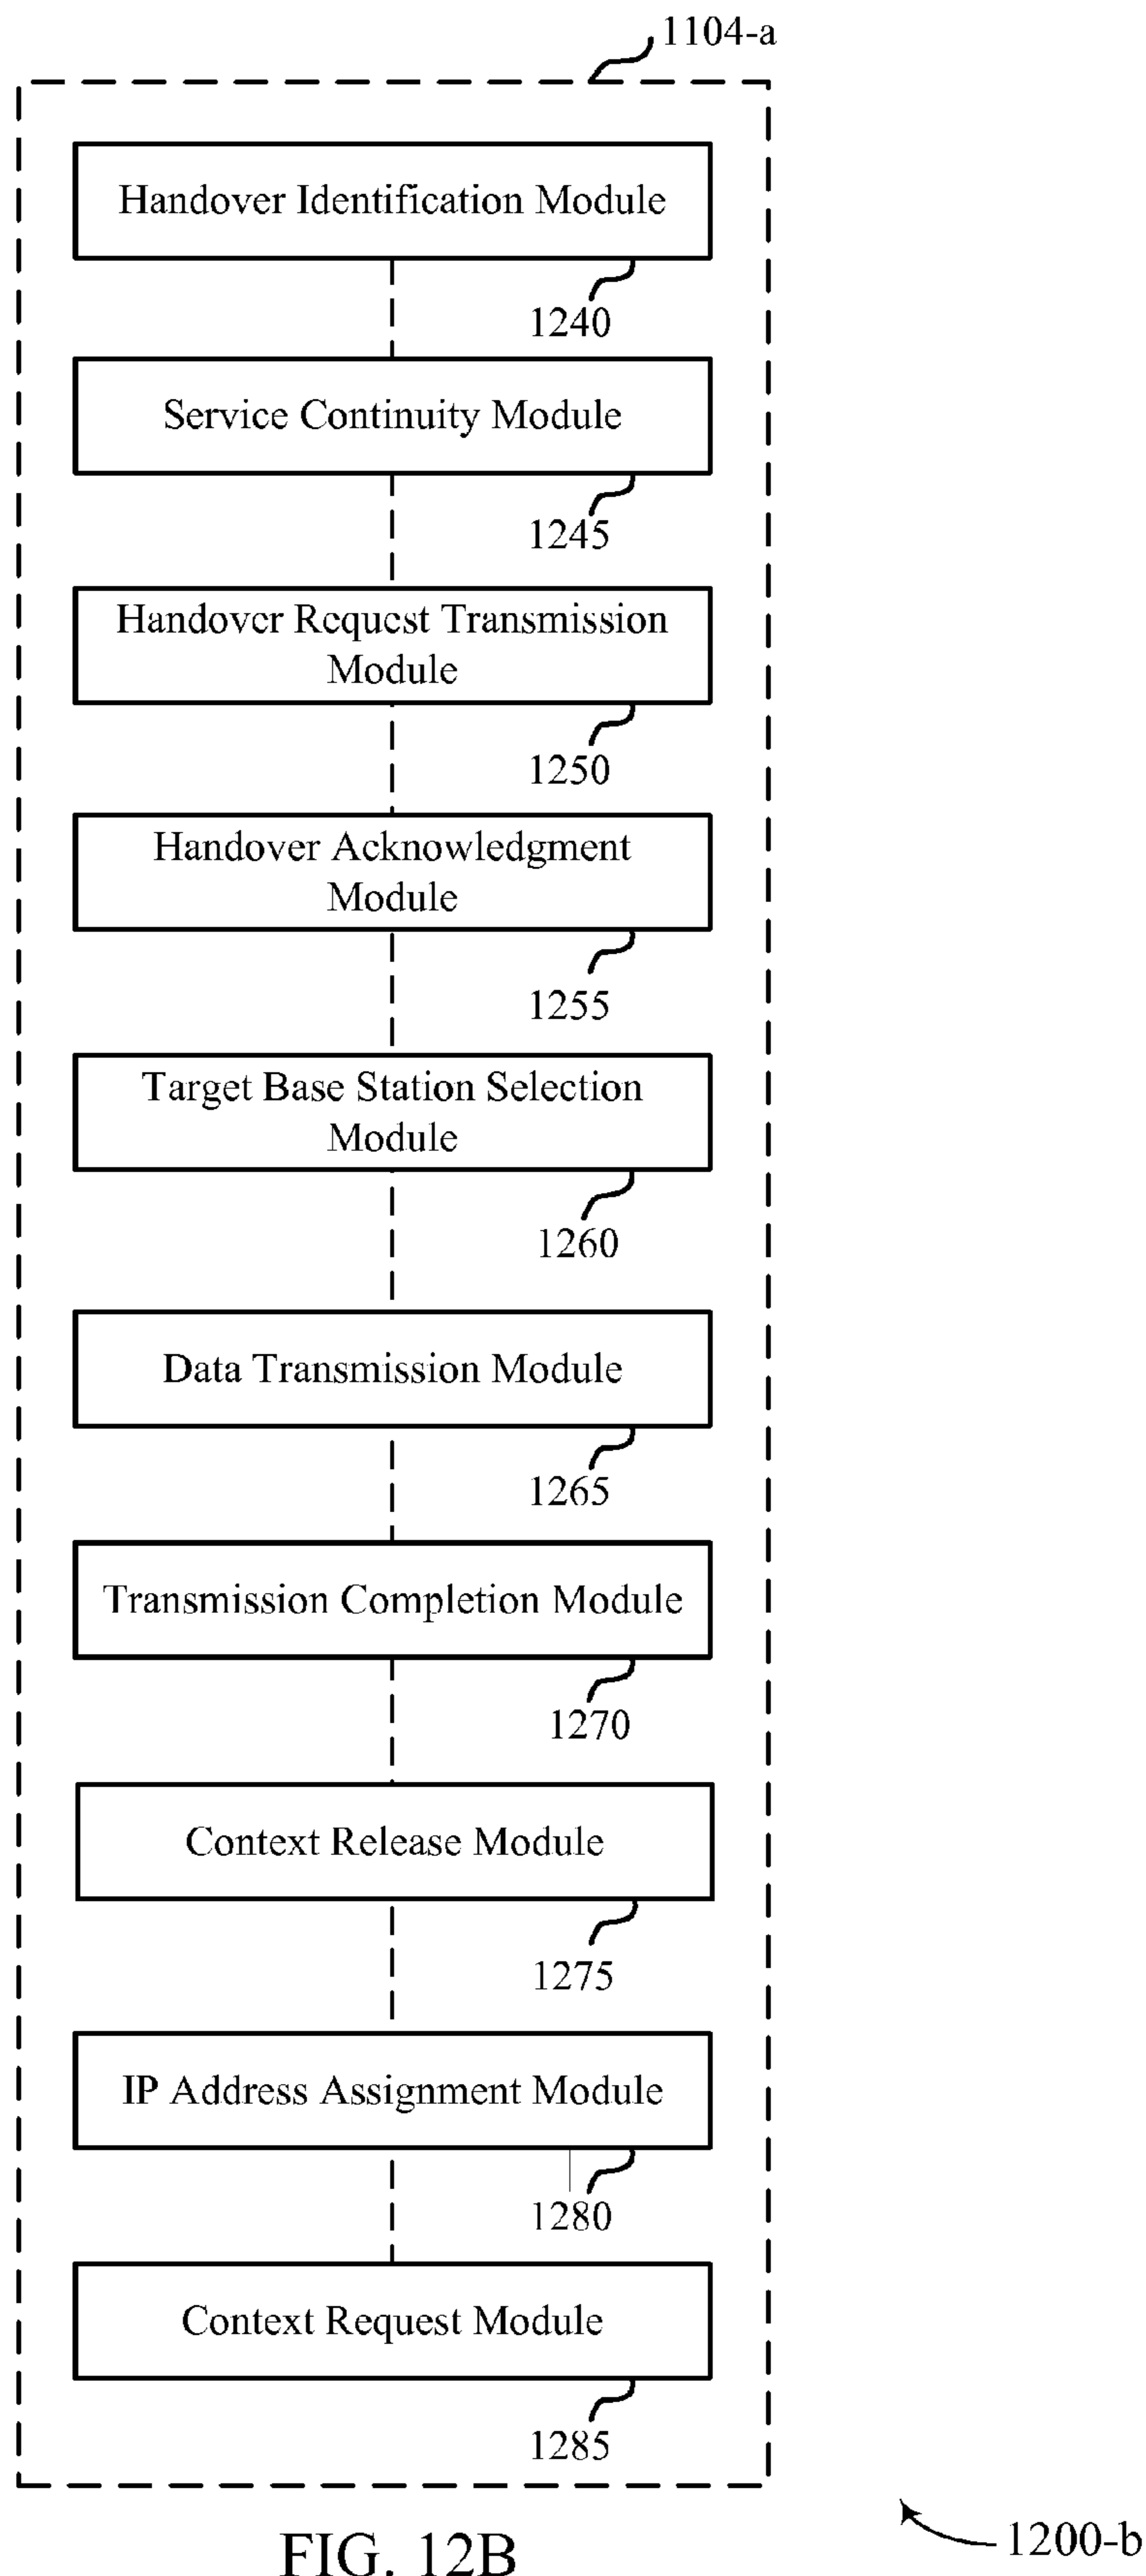 1104-a
Handover Identification Module
1240
Service Continuity Module
1245
Handover Request Transmission
Module
1250
Handover Acknowledgment
Module
1255
Target Base Station Selection
Module
1260
Data Transmission Module
1265
Transmission Completion Module
1270
Context Release Module
1275
IP Address Assignment Module
1280
Context Request Module
1285
1200-b
FIG. 12B